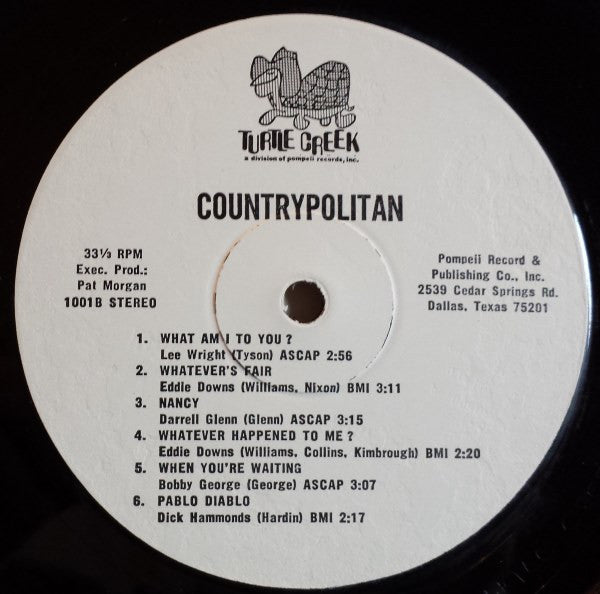 TURTLE CREEK
a division of pompeii records, inc.
COUNTRYPOLITAN
33⅓ RPM
Exec. Prod.:
Pat Morgan
1001B STEREO
Pompeii Record &
Publishing Co., Inc.
2539 Cedar Springs Rd.
Dallas, Texas 75201
1. WHAT AM I TO YOU?
Lee Wright (Tyson) ASCAP 2:56
2. WHATEVER'S FAIR
Eddie Downs (Williams, Nixon) BMI 3:11
3. NANCY
Darrell Glenn (Glenn) ASCAP 3:15
4. WHATEVER HAPPENED TO ME?
Eddie Downs (Williams, Collins, Kimbrough) BMI 2:20
5. WHEN YOU'RE WAITING
Bobby George (George) ASCAP 3:07
6. PABLO DIABLO
Dick Hammonds (Hardin) BMI 2:17